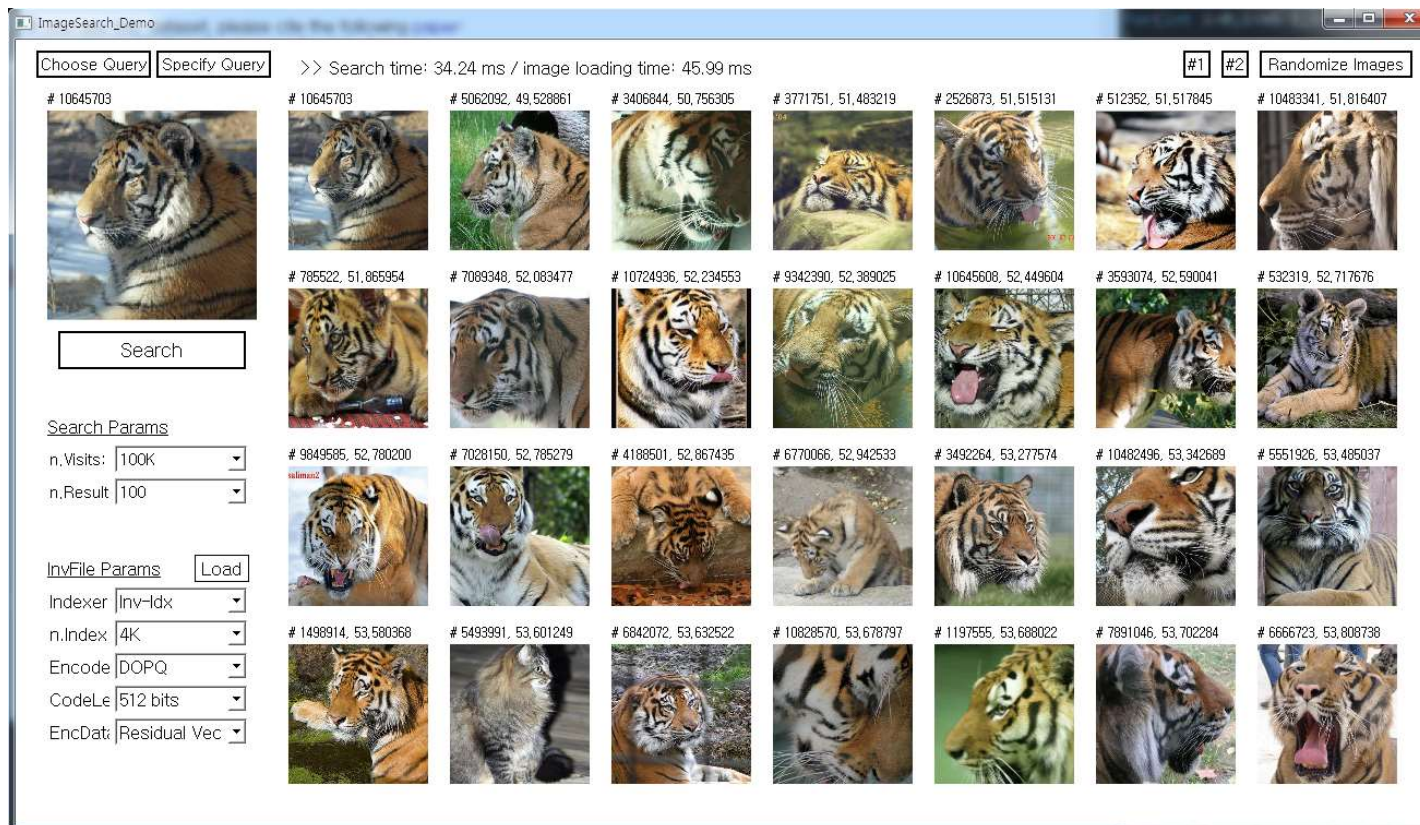 ImageSearch_Demo
Choose Query Specify Query >> Search time: 34.24 ms / image loading time: 45.99 ms #1 #2 Randomize Images
# 10645703 # 10645703 # 5062092, 49,528861 # 3406844, 50,756305 # 3771751, 51,483219 # 2526873, 51,515131 # 512352, 51,517845 # 10483341, 51,816407
# 785522, 51,865954 # 7089348, 52,083477 # 10724936, 52,234553 # 9342390, 52,389025 # 10645608, 52,449604 # 3593074, 52,590041 # 532319, 52,717676
Search
Search Params
n,Visits: 100K
n,Result 100
# 9849585, 52,780200 # 7028150, 52,785279 # 4188501, 52,867435 # 6770066, 52,942533 # 3492264, 53,277574 # 10482496, 53,342689 # 5551926, 53,485037
InvFile Params Load
Indexer Inv-Idx
n,Index 4K
Encode DOPQ
CodeLe 512 bits
EncData Residual Vec
# 1498914, 53,580368 # 5493991, 53,601249 # 6842072, 53,632522 # 10828570, 53,678797 # 1197555, 53,688022 # 7891046, 53,702284 # 6666723, 53,808738